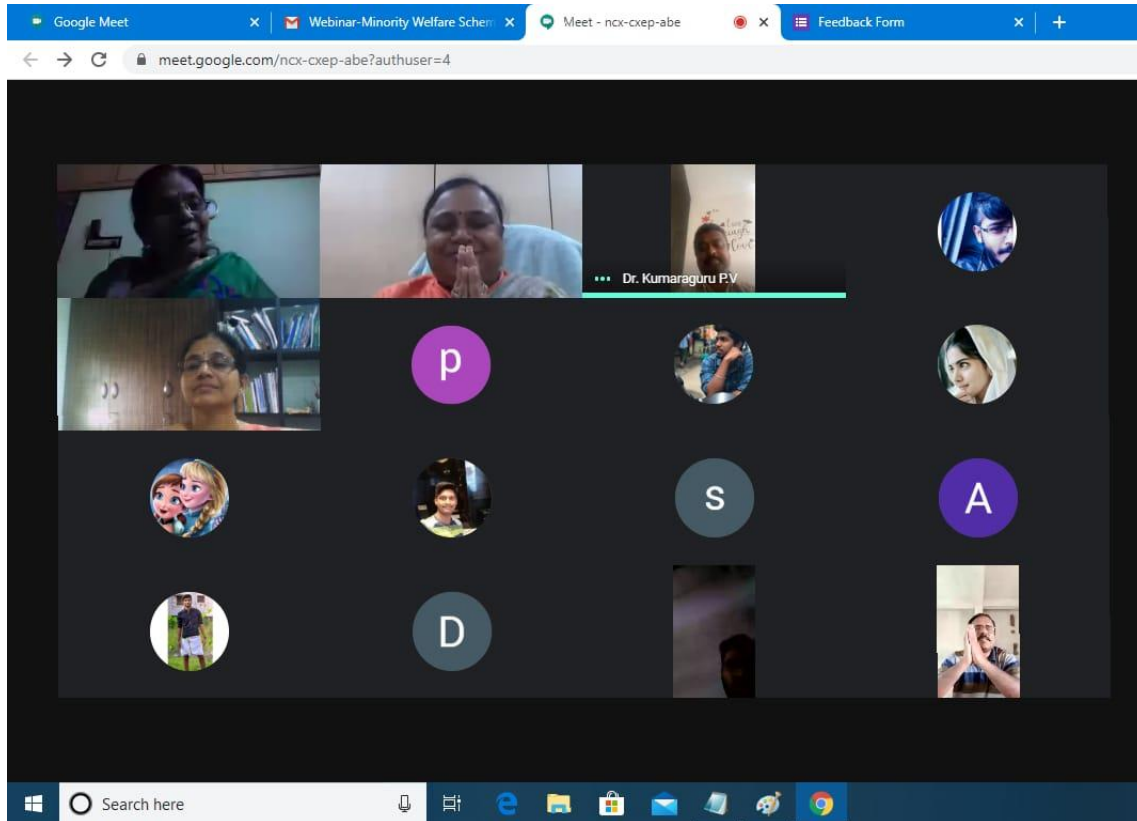 Google Meet
Webinar-Minority Welfare Schem
Meet - ncx-cxep-abe
Feedback Form
meet.google.com/ncx-cxep-abe?authuser=4
Dr. Kumaraguru P.V
p
s
A
D
Search here